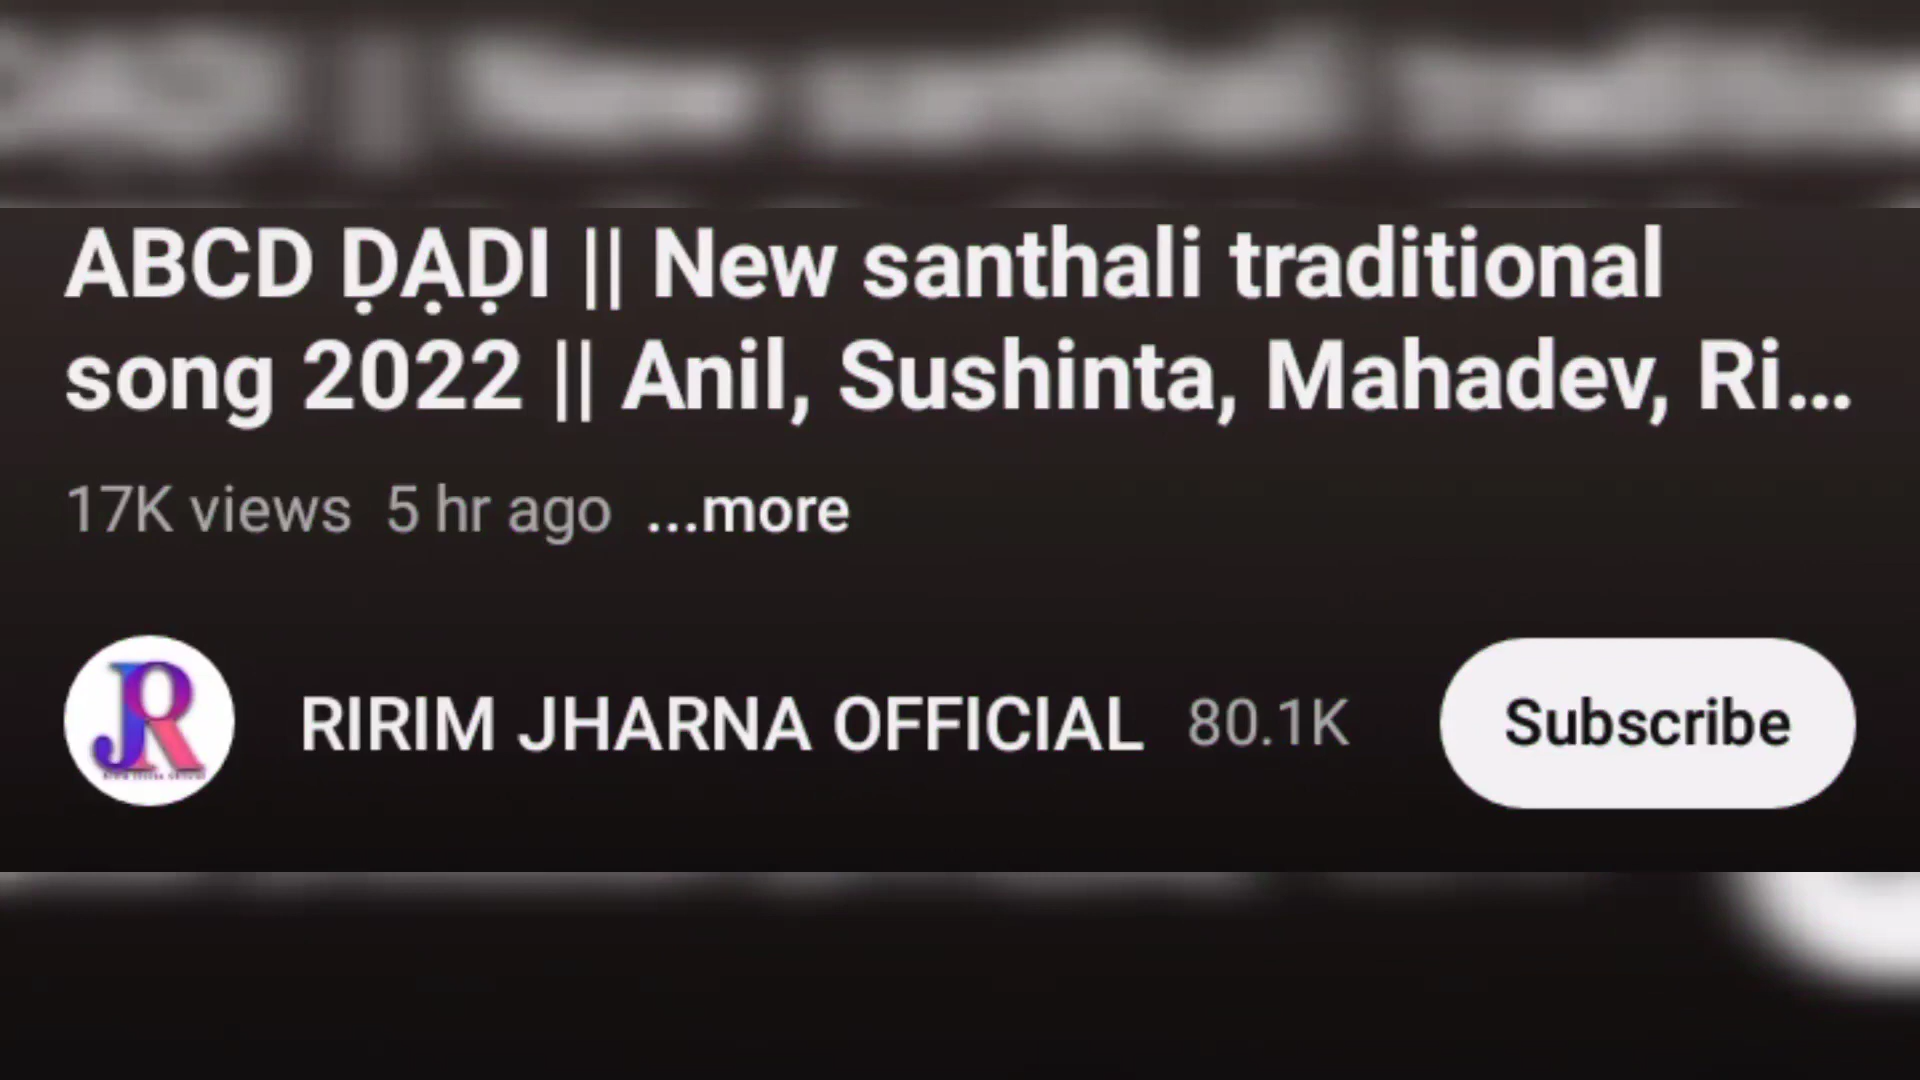 ABCD ḌẠḌI || New santhali traditional
song 2022 || Anil, Sushinta, Mahadev, Ri...
17K views 5 hr ago ...more
JR
RIRIM JHARNA OFFICIAL 80.1K Subscribe